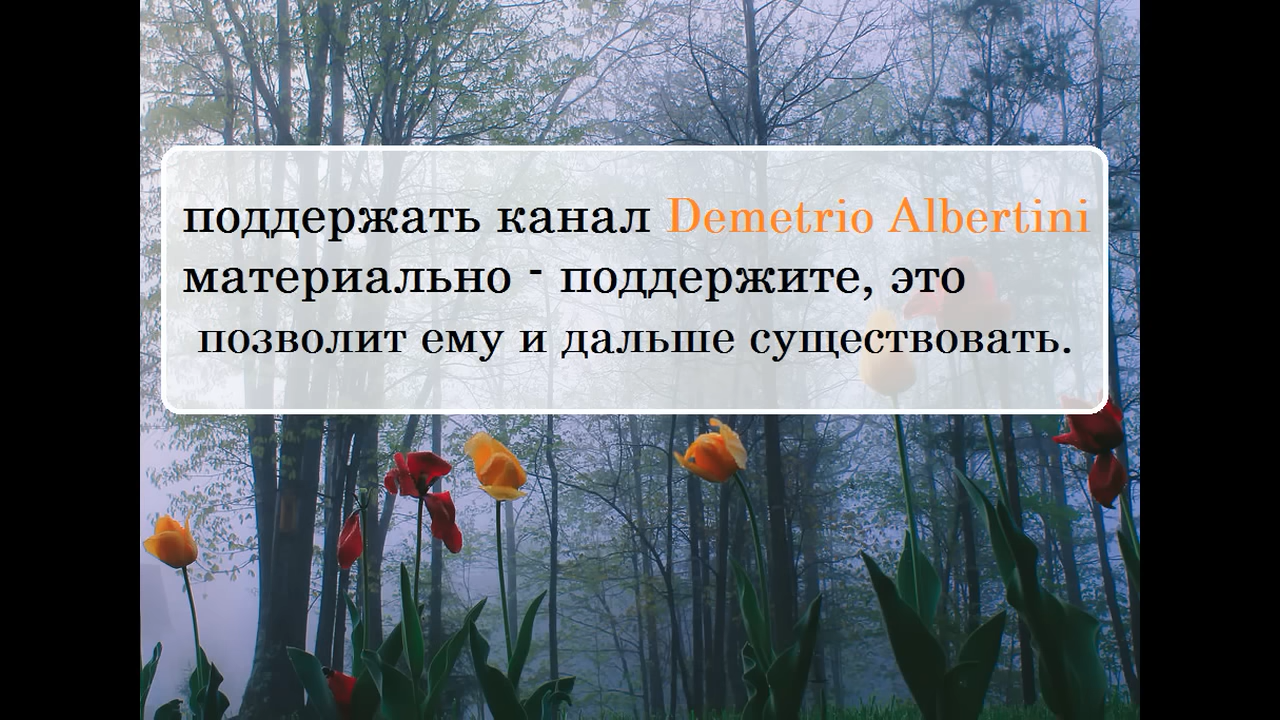 поддержать канал Demetrio Albertini
материально - поддержите, это
позволит ему и дальше существовать.